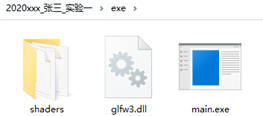 2020xxx_张三_实验一 › exe ›
shaders glfw3.dll main.exe